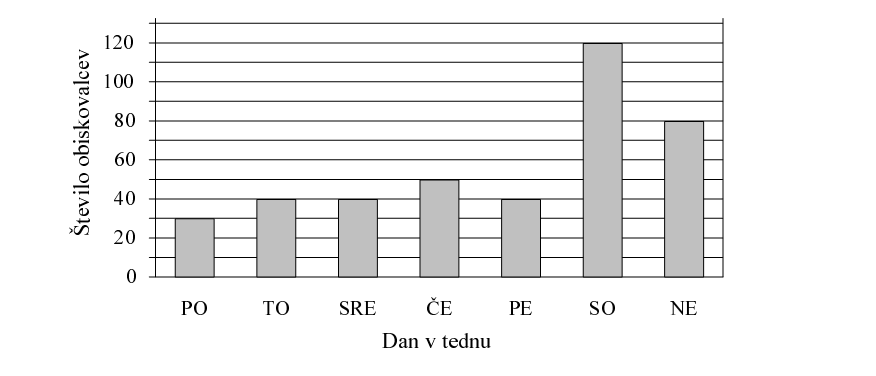 Število obiskovalcev
120
100
80
60
40
20
0
PO TO SRE ČE PE SO NE
Dan v tednu